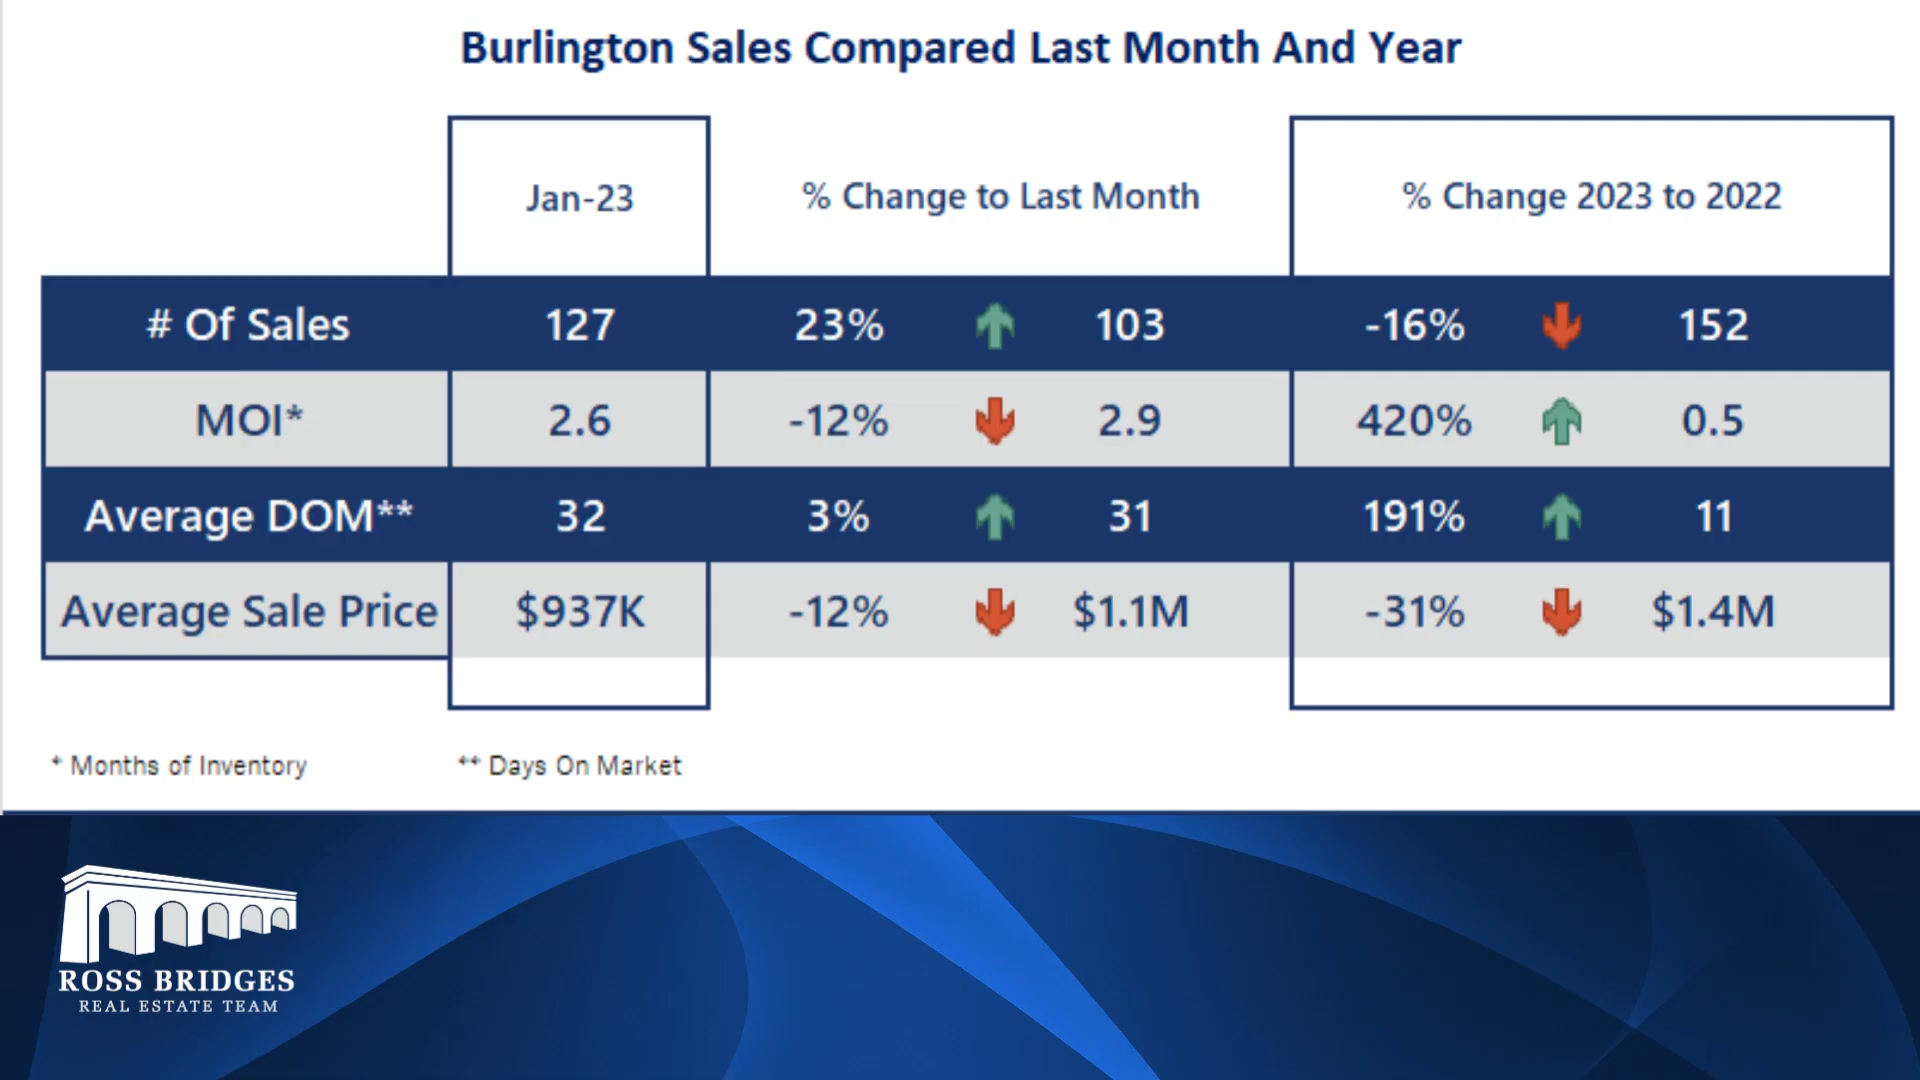 Burlington Sales Compared Last Month And Year
Jan-23 % Change to Last Month % Change 2023 to 2022
# Of Sales 127 23% 103 -16% 152
MOI* 2.6 -12% 2.9 420% 0.5
Average DOM** 32 3% 31 191% 11
Average Sale Price $937K -12% $1.1M -31% $1.4M
* Months of Inventory ** Days On Market
ROSS BRIDGES
REAL ESTATE TEAM